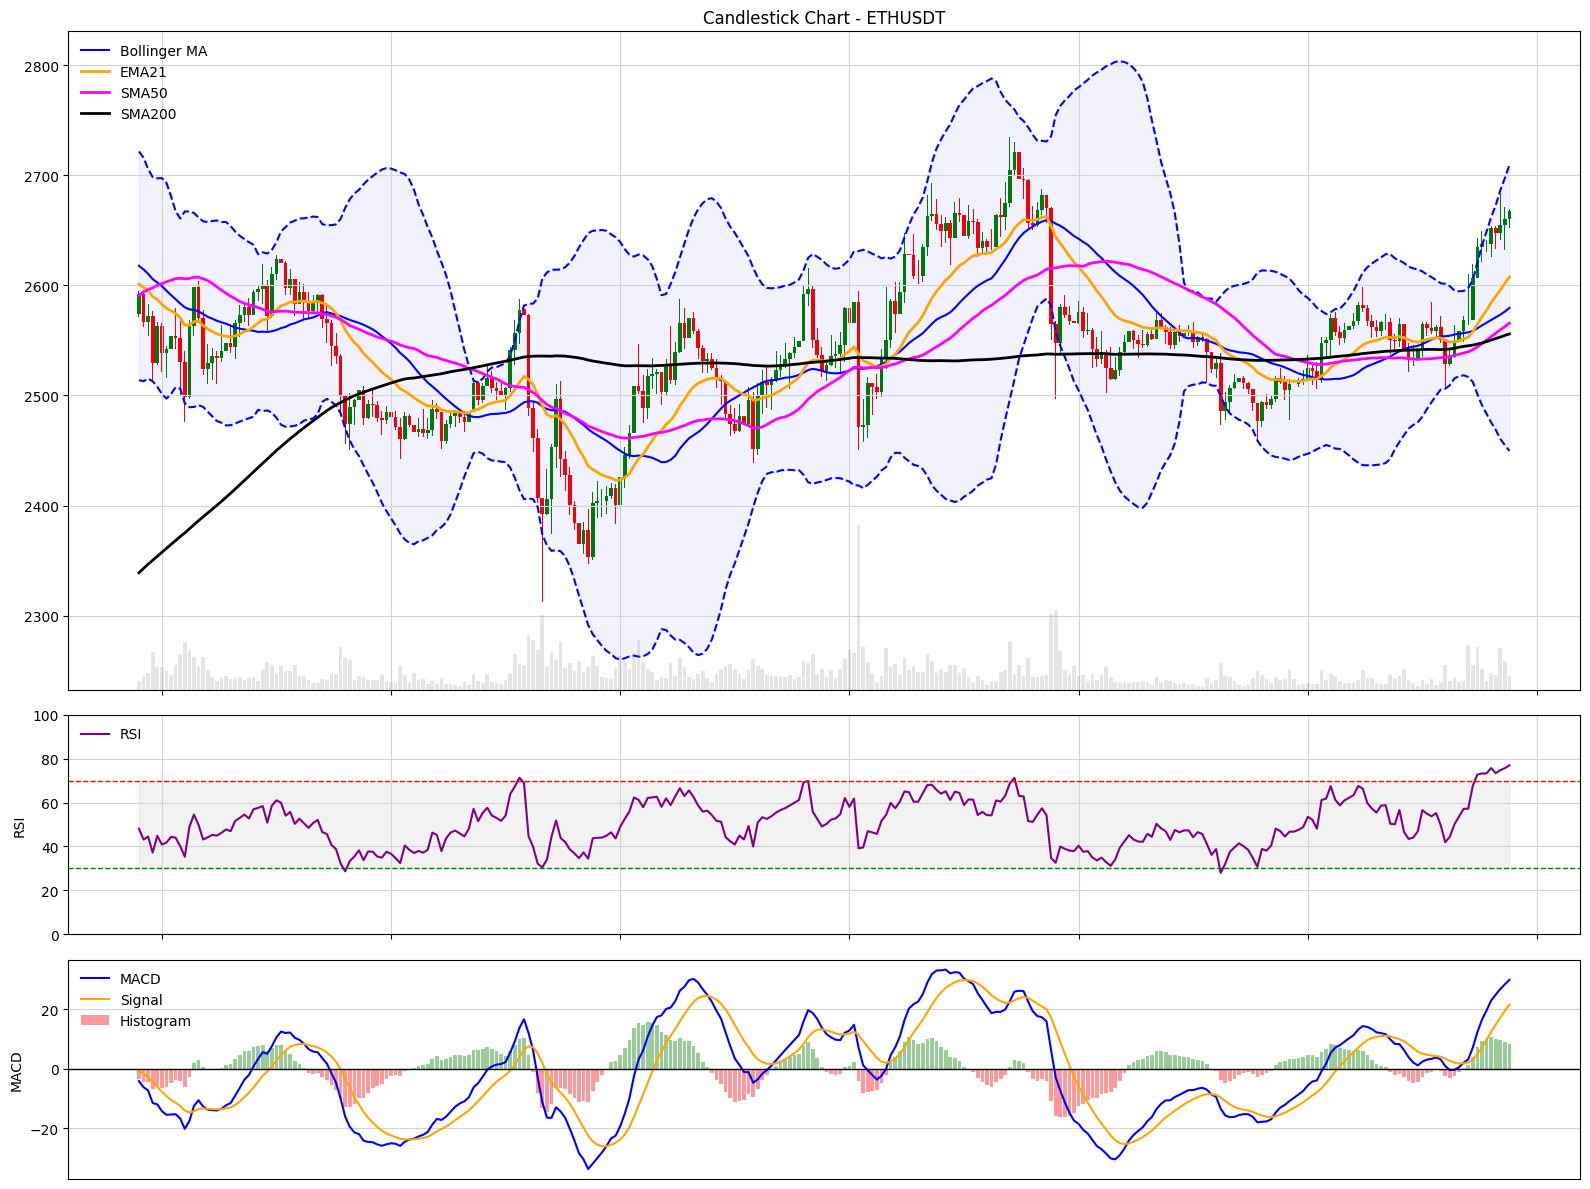 Candlestick Chart - ETHUSDT
Bollinger MA
EMA21
SMA50
SMA200
2800
2700
2600
2500
2400
2300
RSI
100
80
60
40
20
0
RSI
MACD
Signal
Histogram
20
0
−20
MACD